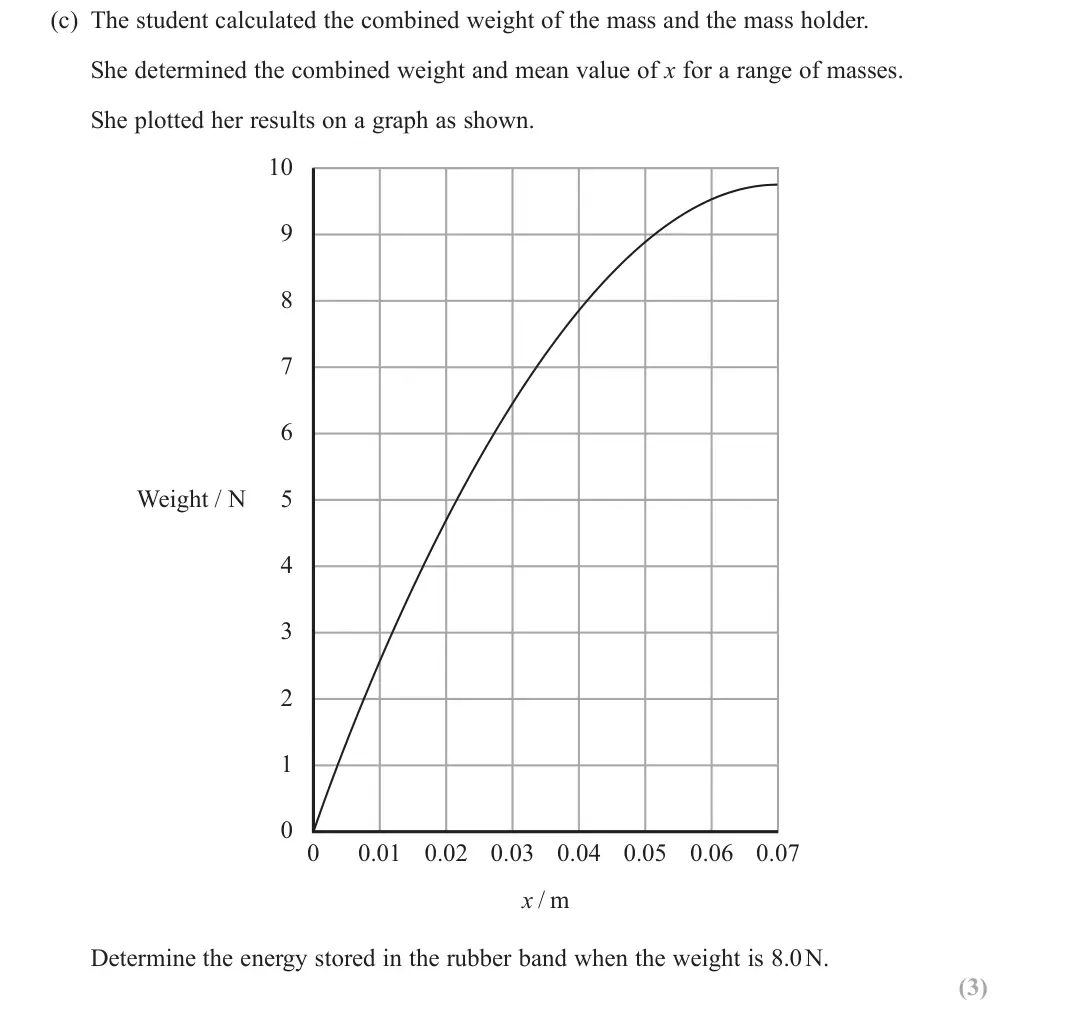 (c) The student calculated the combined weight of the mass and the mass holder.
She determined the combined weight and mean value of x for a range of masses.
She plotted her results on a graph as shown.
10
9
8
7
6
Weight / N 5
4
3
2
1
0
0 0.01 0.02 0.03 0.04 0.05 0.06 0.07
x / m
Determine the energy stored in the rubber band when the weight is 8.0 N.
(3)